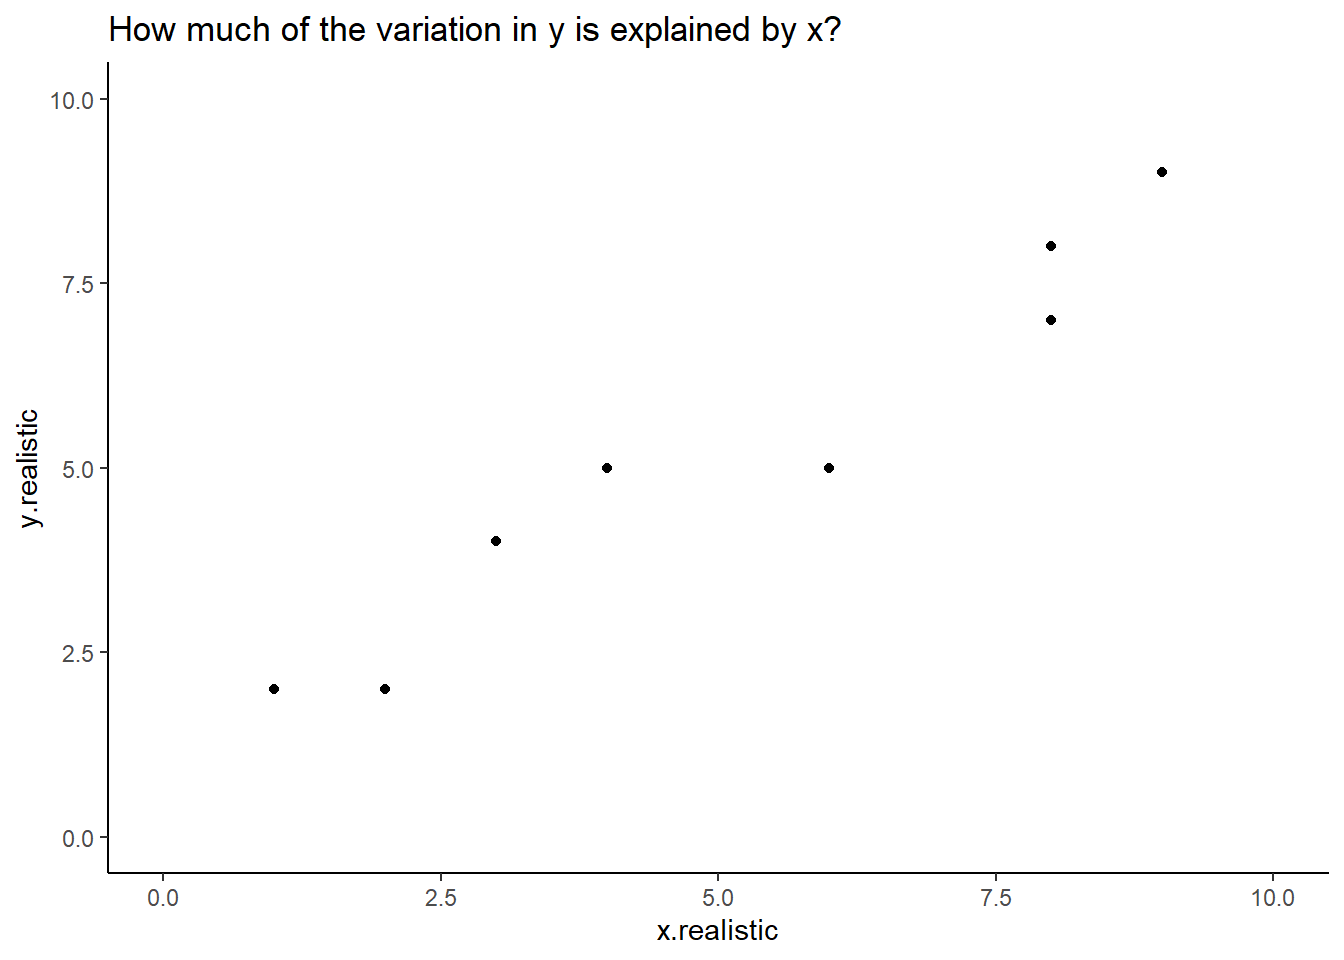 How much of the variation in y is explained by x?
10.0
7.5
5.0
2.5
0.0
y.realistic
0.0 2.5 5.0 7.5 10.0
x.realistic